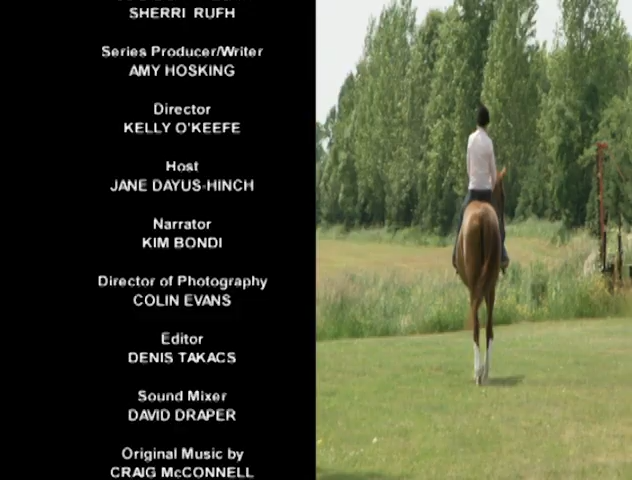 SHERRI RUFH
Series Producer/Writer
AMY HOSKING
Director
KELLY O'KEEFE
Host
JANE DAYUS-HINCH
Narrator
KIM BONDI
Director of Photography
COLIN EVANS
Editor
DENIS TAKACS
Sound Mixer
DAVID DRAPER
Original Music by
CRAIG McCONNELL